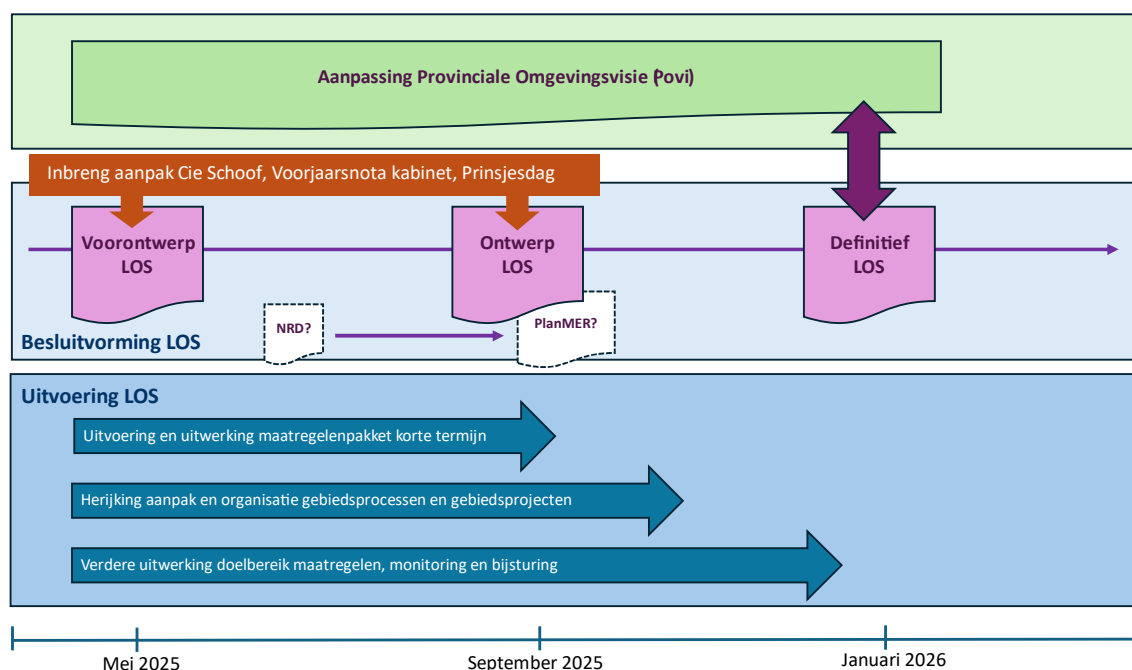 Aanpassing Provinciale Omgevingsvisie (Povi)
Inbreng aanpak Cie Schoof, Voorjaarsnota kabinet, Prinsjesdag
Voorontwerp
LOS
Ontwerp
LOS
Definitief
LOS
NRD?
PlanMER?
Besluitvorming LOS
Uitvoering LOS
Uitvoering en uitwerking maatregelenpakket korte termijn
Herijking aanpak en organisatie gebiedsprocessen en gebiedsprojecten
Verdere uitwerking doelbereik maatregelen, monitoring en bijsturing
Mei 2025
September 2025
Januari 2026